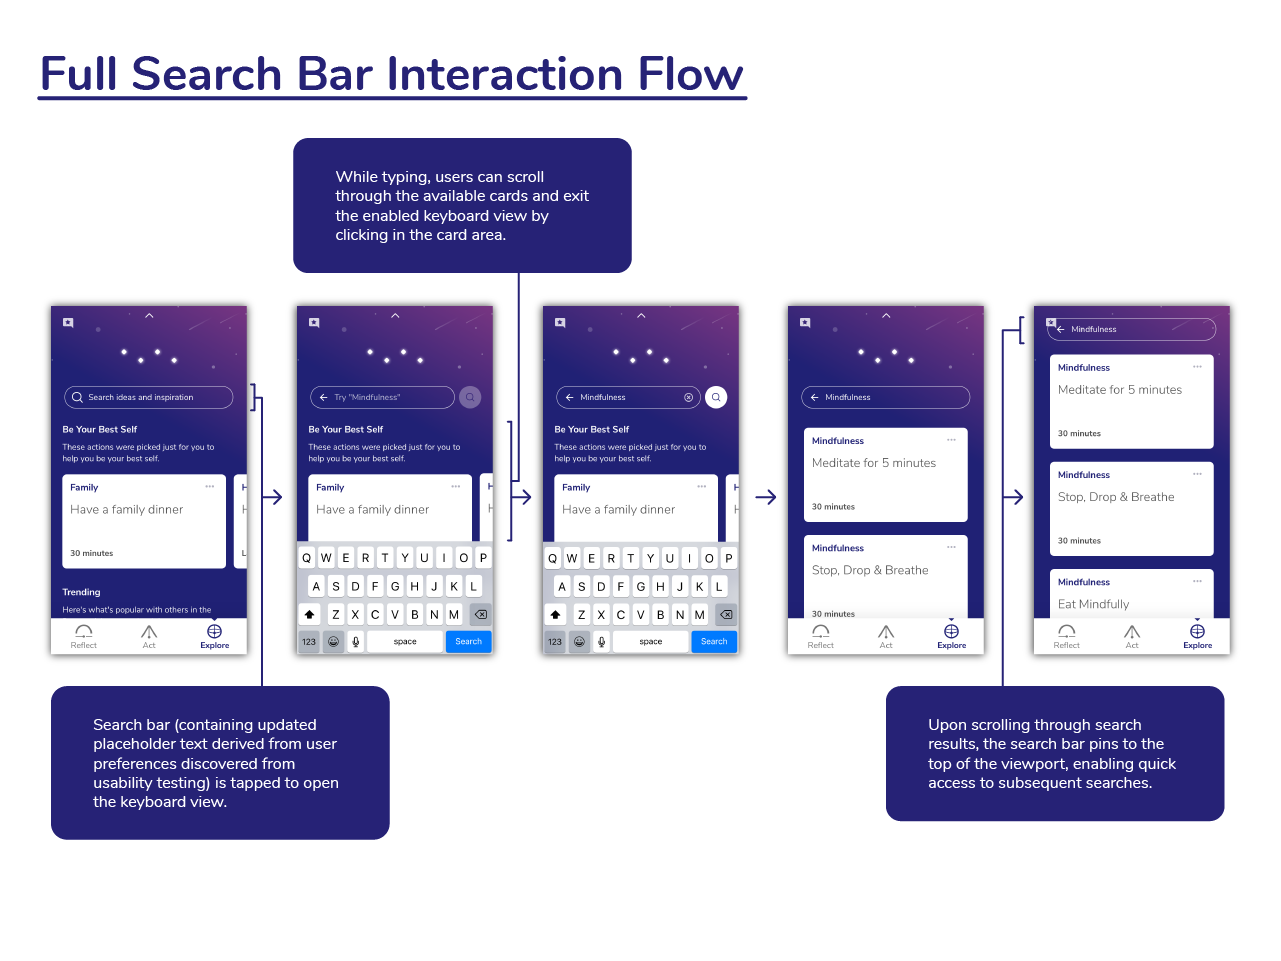 Full Search Bar Interaction Flow
While typing, users can scroll
through the available cards and exit
the enabled keyboard view by
clicking in the card area.
Search ideas and inspiration
Be Your Best Self
These actions were picked just for you to
help you be your best self.
Family
Have a family dinner
30 minutes
H
H
L
Trending
Here's what's popular with others in the
Reflect
Act
Explore
Try "Mindfulness"
Be Your Best Self
These actions were picked just for you to
help you be your best self.
Family
Have a family dinner
H
H
Q W E R T Y U I O P
A S D F G H J K L
Z X C V B N M
123
space
Search
Mindfulness
Be Your Best Self
These actions were picked just for you to
help you be your best self.
Family
Have a family dinner
H
H
Q W E R T Y U I O P
A S D F G H J K L
Z X C V B N M
123
space
Search
Mindfulness
Mindfulness
Meditate for 5 minutes
30 minutes
Mindfulness
Stop, Drop & Breathe
30 minutes
Reflect
Act
Explore
Mindfulness
Mindfulness
Meditate for 5 minutes
30 minutes
Mindfulness
Stop, Drop & Breathe
30 minutes
Mindfulness
Eat Mindfully
Reflect
Act
Explore
Search bar (containing updated
placeholder text derived from user
preferences discovered from
usability testing) is tapped to open
the keyboard view.
Upon scrolling through search
results, the search bar pins to the
top of the viewport, enabling quick
access to subsequent searches.